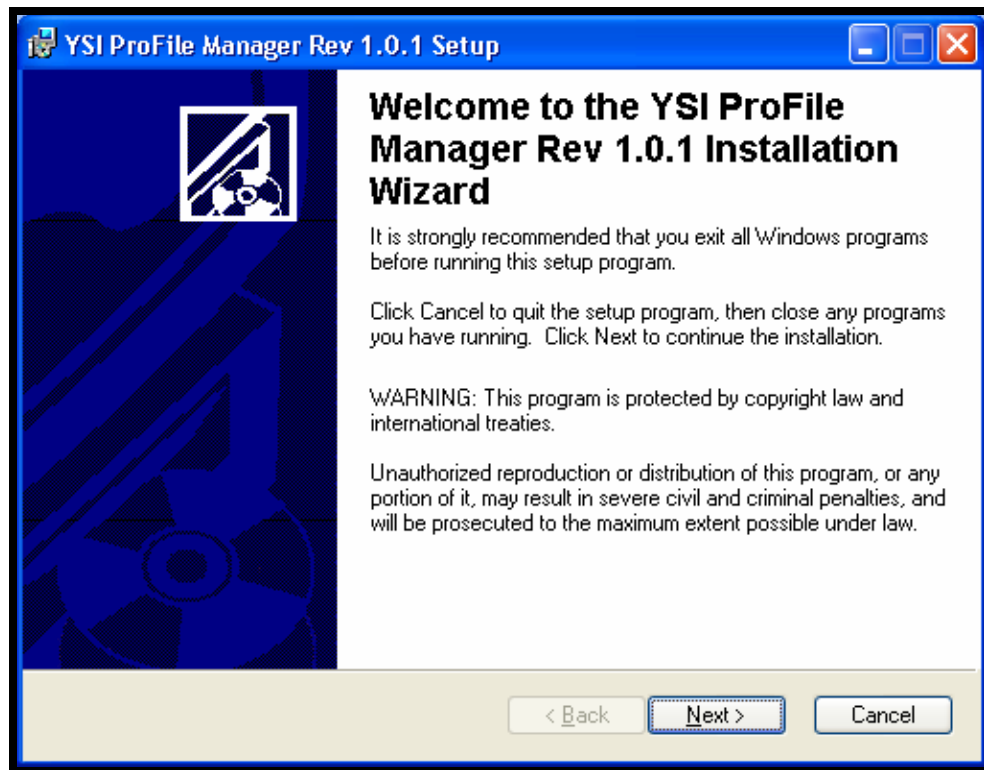 YSI ProFile Manager Rev 1.0.1 Setup
Welcome to the YSI ProFile
Manager Rev 1.0.1 Installation
Wizard
It is strongly recommended that you exit all Windows programs
before running this setup program.
Click Cancel to quit the setup program, then close any programs
you have running.  Click Next to continue the installation.
WARNING: This program is protected by copyright law and
international treaties.
Unauthorized reproduction or distribution of this program, or any
portion of it, may result in severe civil and criminal penalties, and
will be prosecuted to the maximum extent possible under law.
< Back Next > Cancel